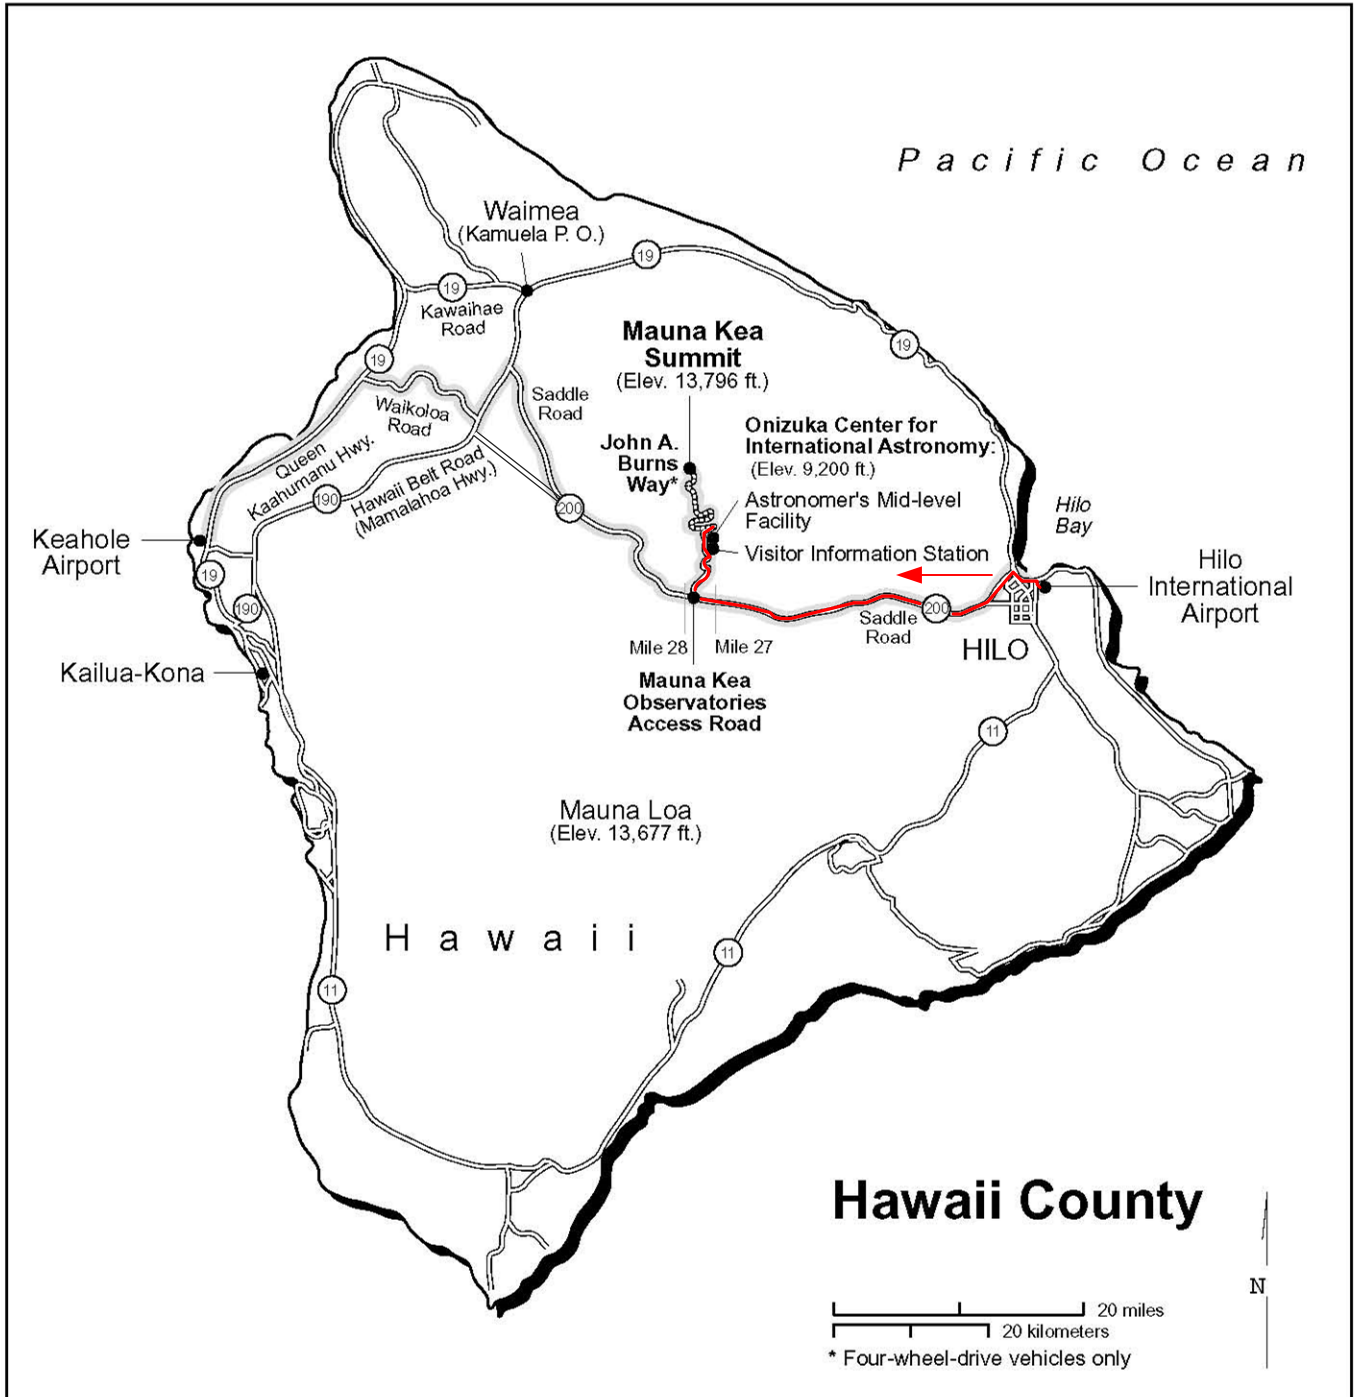 Pacific Ocean
Waimea
(Kamuela P. O.)
19
19
Kawaihae
Road
19
19
Mauna Kea
Summit
(Elev. 13,796 ft.)
Saddle
Road
Waikoloa
Road
Queen
Kaahumanu Hwy.
Hawaii Belt Road
(Mamalahoa Hwy.)
190
200
John A.
Burns
Way*
Onizuka Center for
International Astronomy:
(Elev. 9,200 ft.)
Astronomer's Mid-level
Facility
Visitor Information Station
Hilo
Bay
Keahole
Airport
19
190
Hilo
International
Airport
200
Saddle
Road
HILO
Mile 28
Mile 27
Kailua-Kona
Mauna Kea
Observatories
Access Road
11
Mauna Loa
(Elev. 13,677 ft.)
Hawaii
11
11
Hawaii County
N
20 miles
20 kilometers
* Four-wheel-drive vehicles only